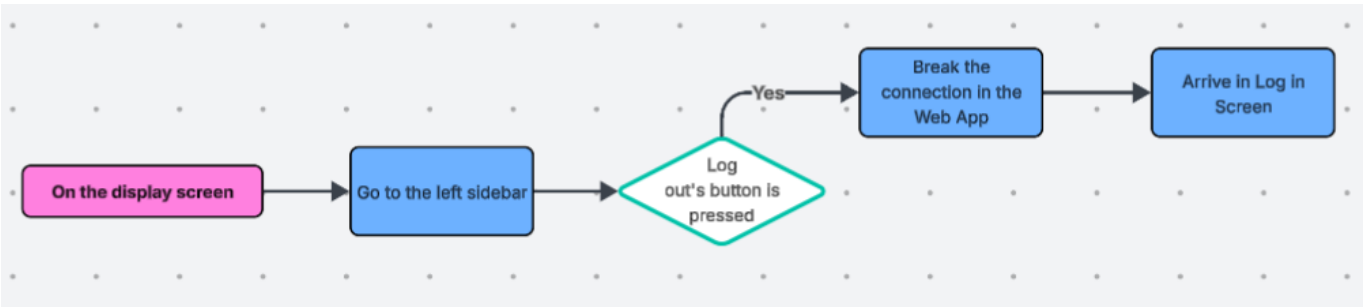 On the display screen
Go to the left sidebar
Log
out's button is
pressed
Yes
Break the
connection in the
Web App
Arrive in Log in
Screen